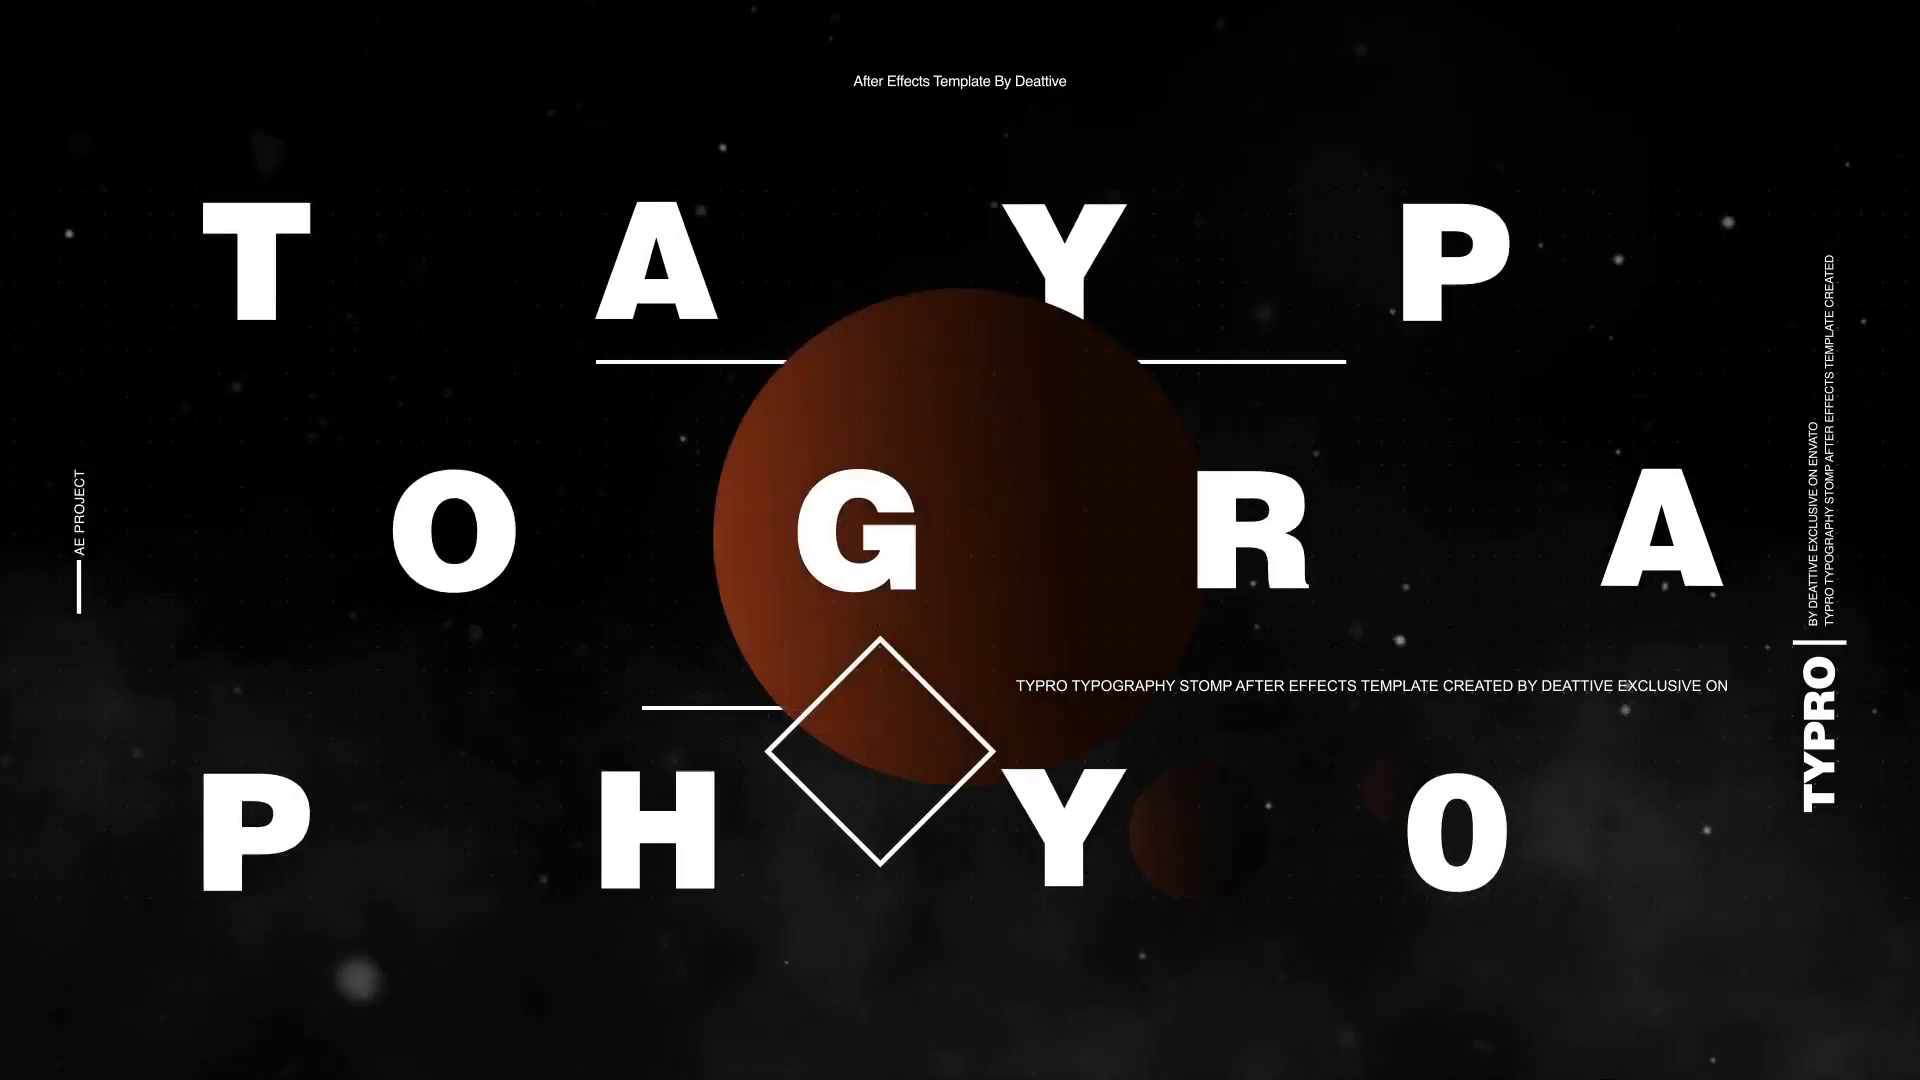 After Effects Template By Deattive
T A Y P
O G R A
P H Y 0
TYPRO TYPOGRAPHY STOMP AFTER EFFECTS TEMPLATE CREATED BY DEATTIVE EXCLUSIVE ON
AE PROJECT
BY DEATTIVE EXCLUSIVE ON ENVATO
TYPRO TYPOGRAPHY STOMP AFTER EFFECTS TEMPLATE CREATED
TYPRO